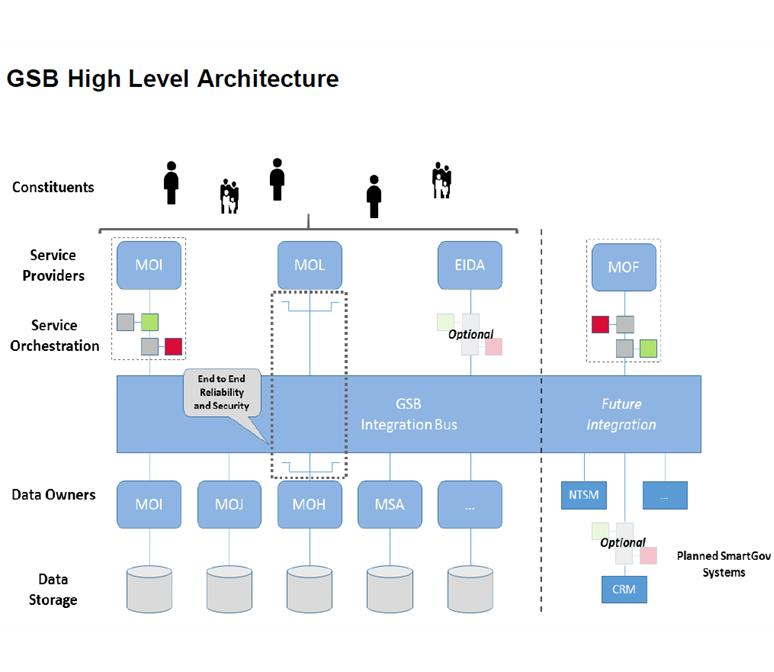 GSB High Level Architecture
Constituents
Service
Providers
MOI
MOL
EIDA
MOF
Service
Orchestration
Optional
End to End
Reliability
and Security
GSB
Integration Bus
Future
Integration
Data Owners
MOI
MOJ
MOH
MSA
...
NTSM
...
Optional
Planned SmartGov
Systems
Data
Storage
CRM